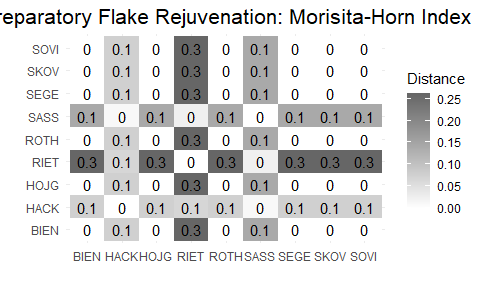 reparatory Flake Rejuvenation: Morisita-Horn Index
SOVI 0 0.1 0 0.3 0 0.1 0 0 0
SKOV 0 0.1 0 0.3 0 0.1 0 0 0
SEGE 0 0.1 0 0.3 0 0.1 0 0 0
SASS 0.1 0 0.1 0 0.1 0 0.1 0.1 0.1
ROTH 0 0.1 0 0.3 0 0.1 0 0 0
RIET 0.3 0.1 0.3 0 0.3 0 0.3 0.3 0.3
HOJG 0 0.1 0 0.3 0 0.1 0 0 0
HACK 0.1 0 0.1 0.1 0.1 0 0.1 0.1 0.1
BIEN 0 0.1 0 0.3 0 0.1 0 0 0
BIEN HACK HOJG RIET ROTH SASS SEGE SKOV SOVI
Distance
0.25
0.20
0.15
0.10
0.05
0.00